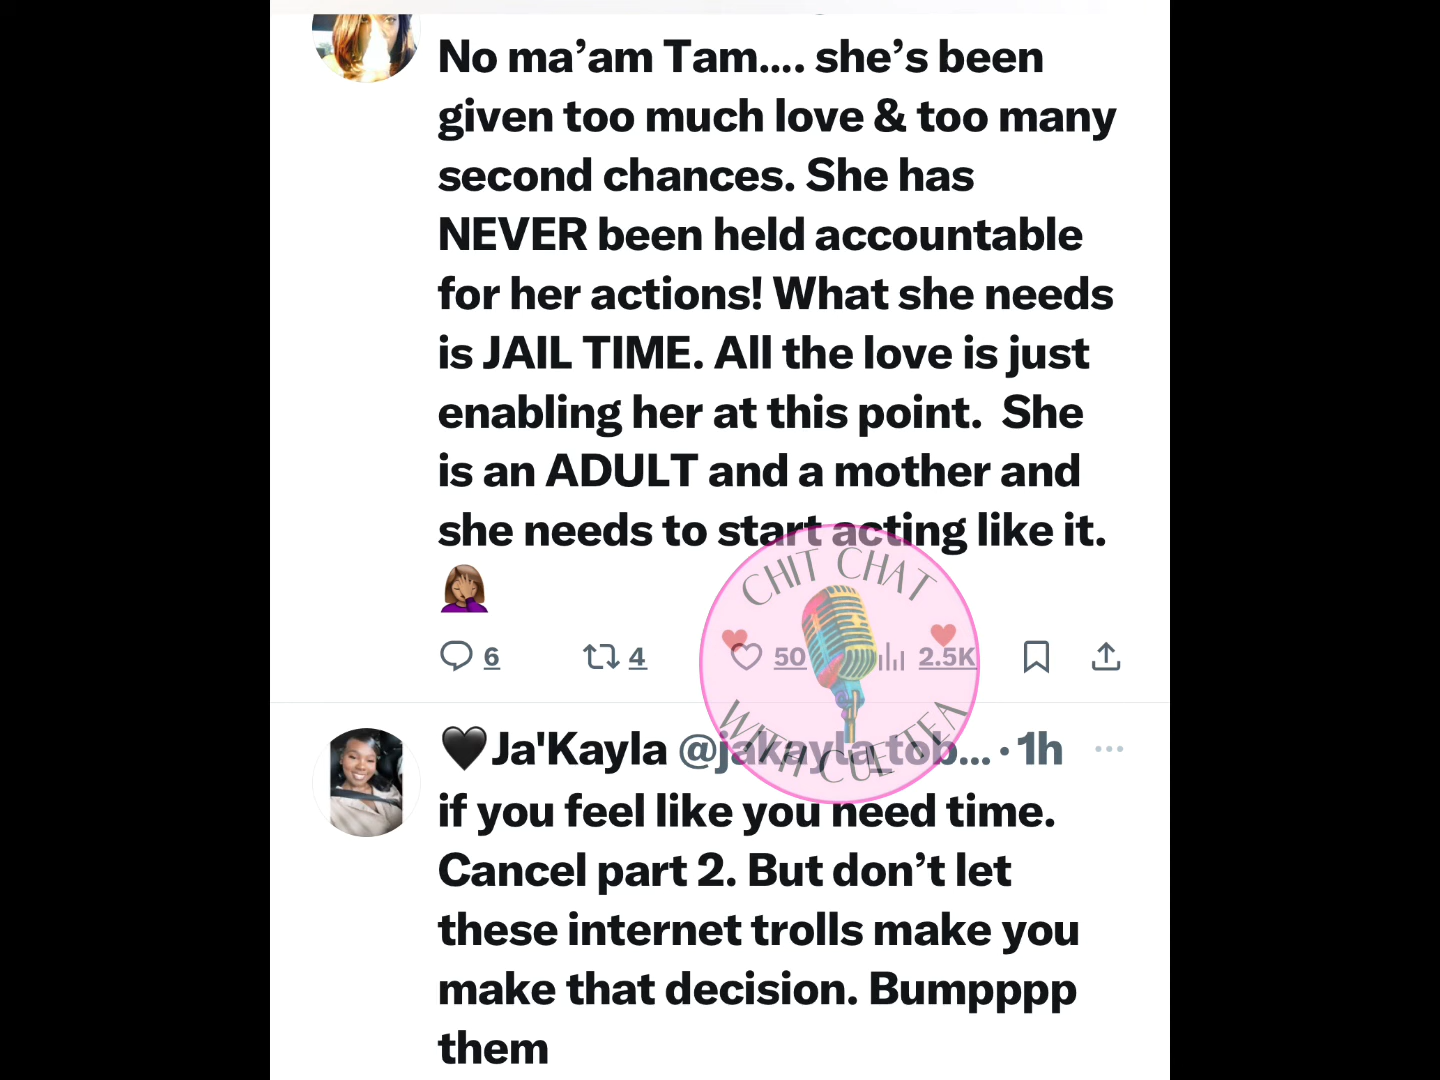 No ma’am Tam.... she’s been
given too much love & too many
second chances. She has
NEVER been held accountable
for her actions! What she needs
is JAIL TIME. All the love is just
enabling her at this point.  She
is an ADULT and a mother and
she needs to start acting like it.
🤦🏽‍♀️
6 4 50 2.5K
CHIT CHAT
WITH CUE TEA
🖤Ja'Kayla @jakayla_tob... · 1h
if you feel like you need time.
Cancel part 2. But don’t let
these internet trolls make you
make that decision. Bumpppp
them